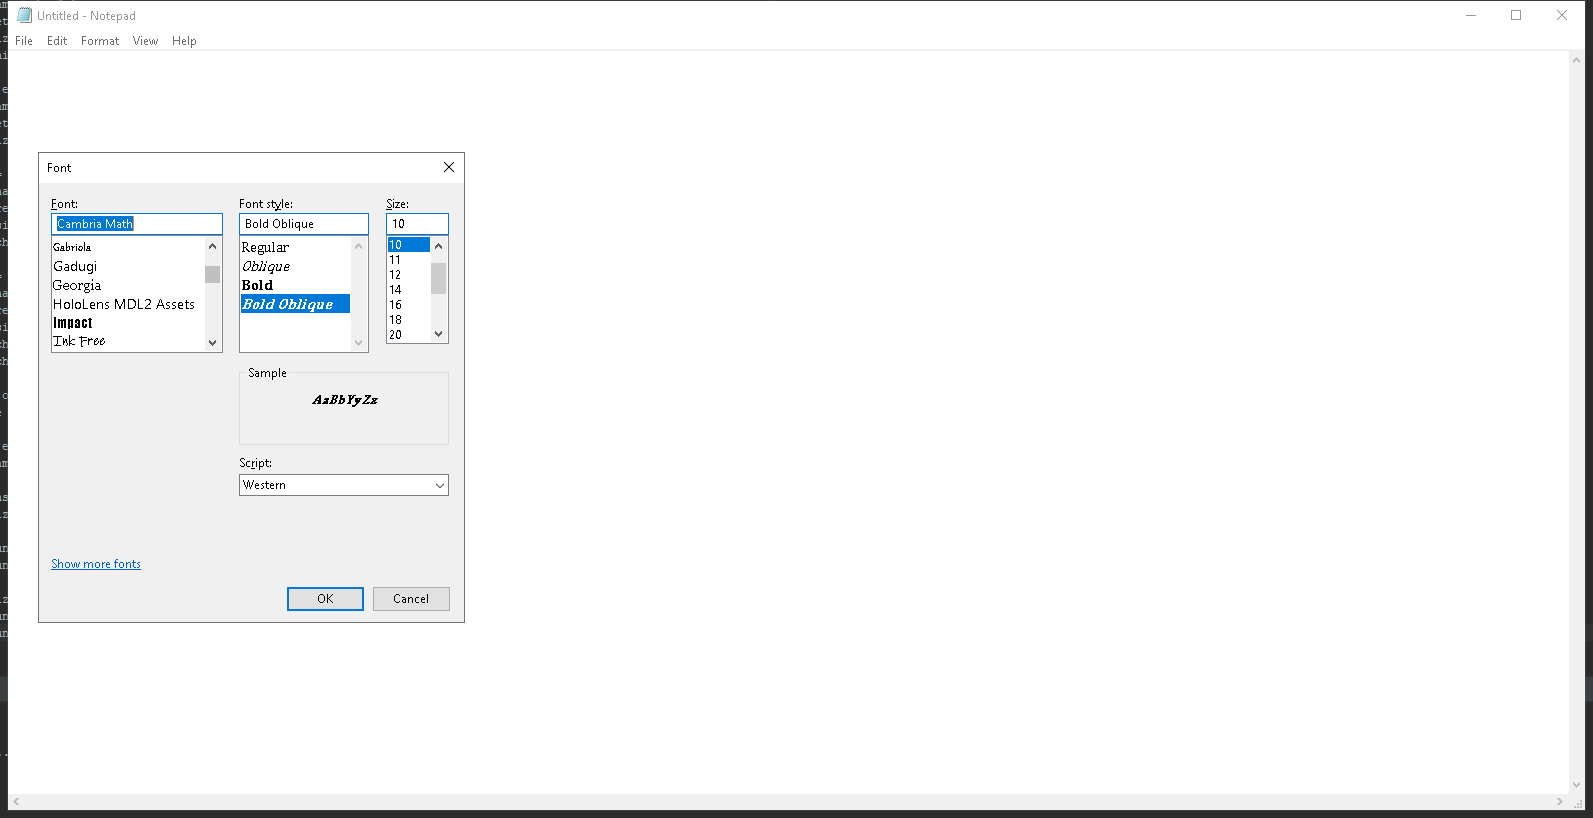 Untitled - Notepad
File Edit Format View Help
Font
Font: Font style: Size:
Cambria Math Bold Oblique 10
Gabriola
Gadugi
Georgia
HoloLens MDL2 Assets
Impact
Ink Free
Regular
Oblique
Bold
Bold Oblique
10
11
12
14
16
18
20
Sample
AaBbYyZz
Script:
Western
Show more fonts
OK Cancel